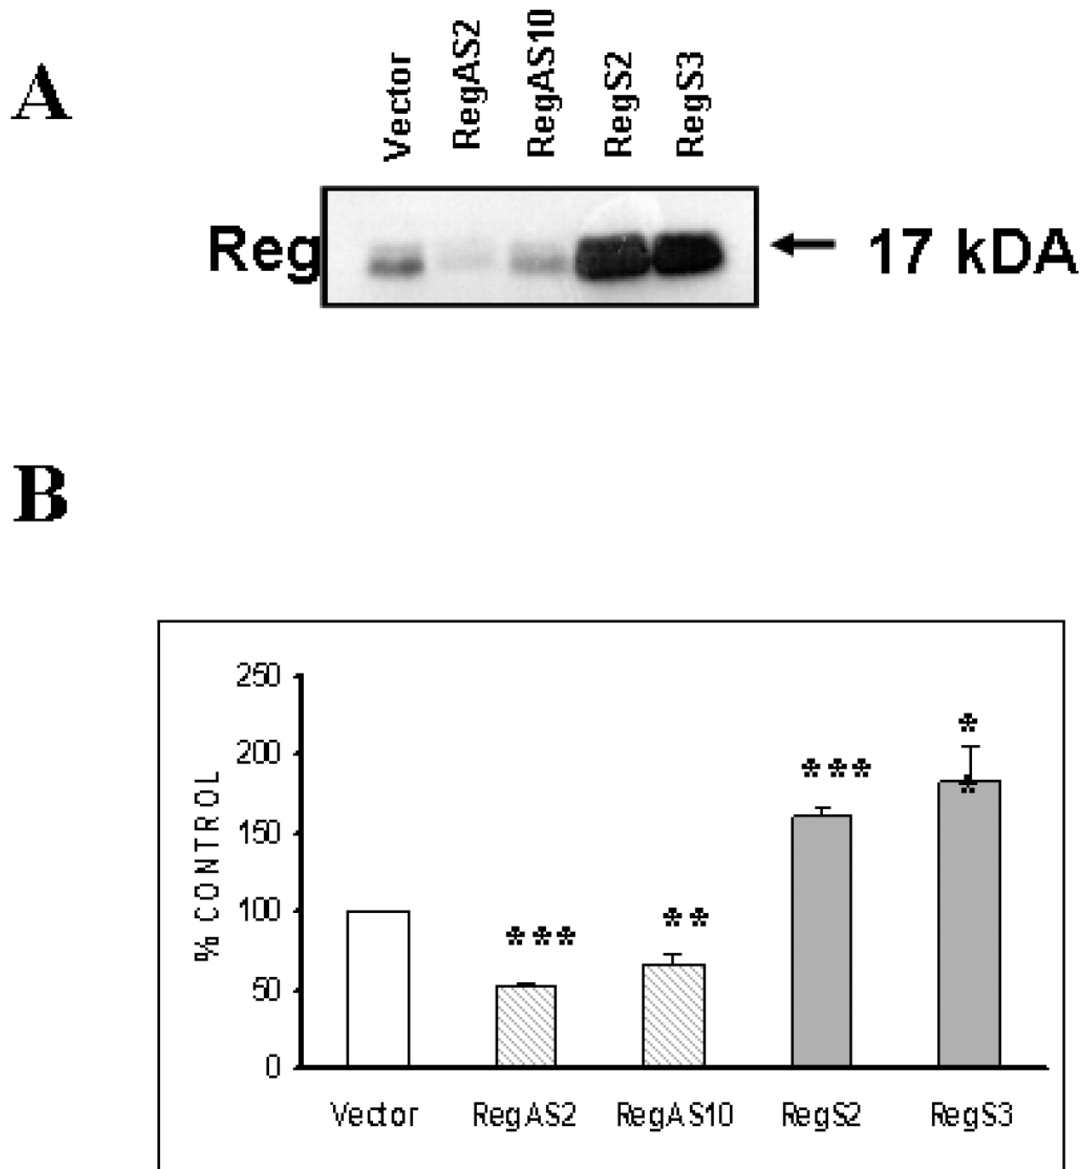 A
Vector
RegAS2
RegAS10
RegS2
RegS3
Reg
17 kDA
B
250
200
150
100
50
0
% CONTROL
***
**
***
*
*
Vector
RegAS2
RegAS10
RegS2
RegS3